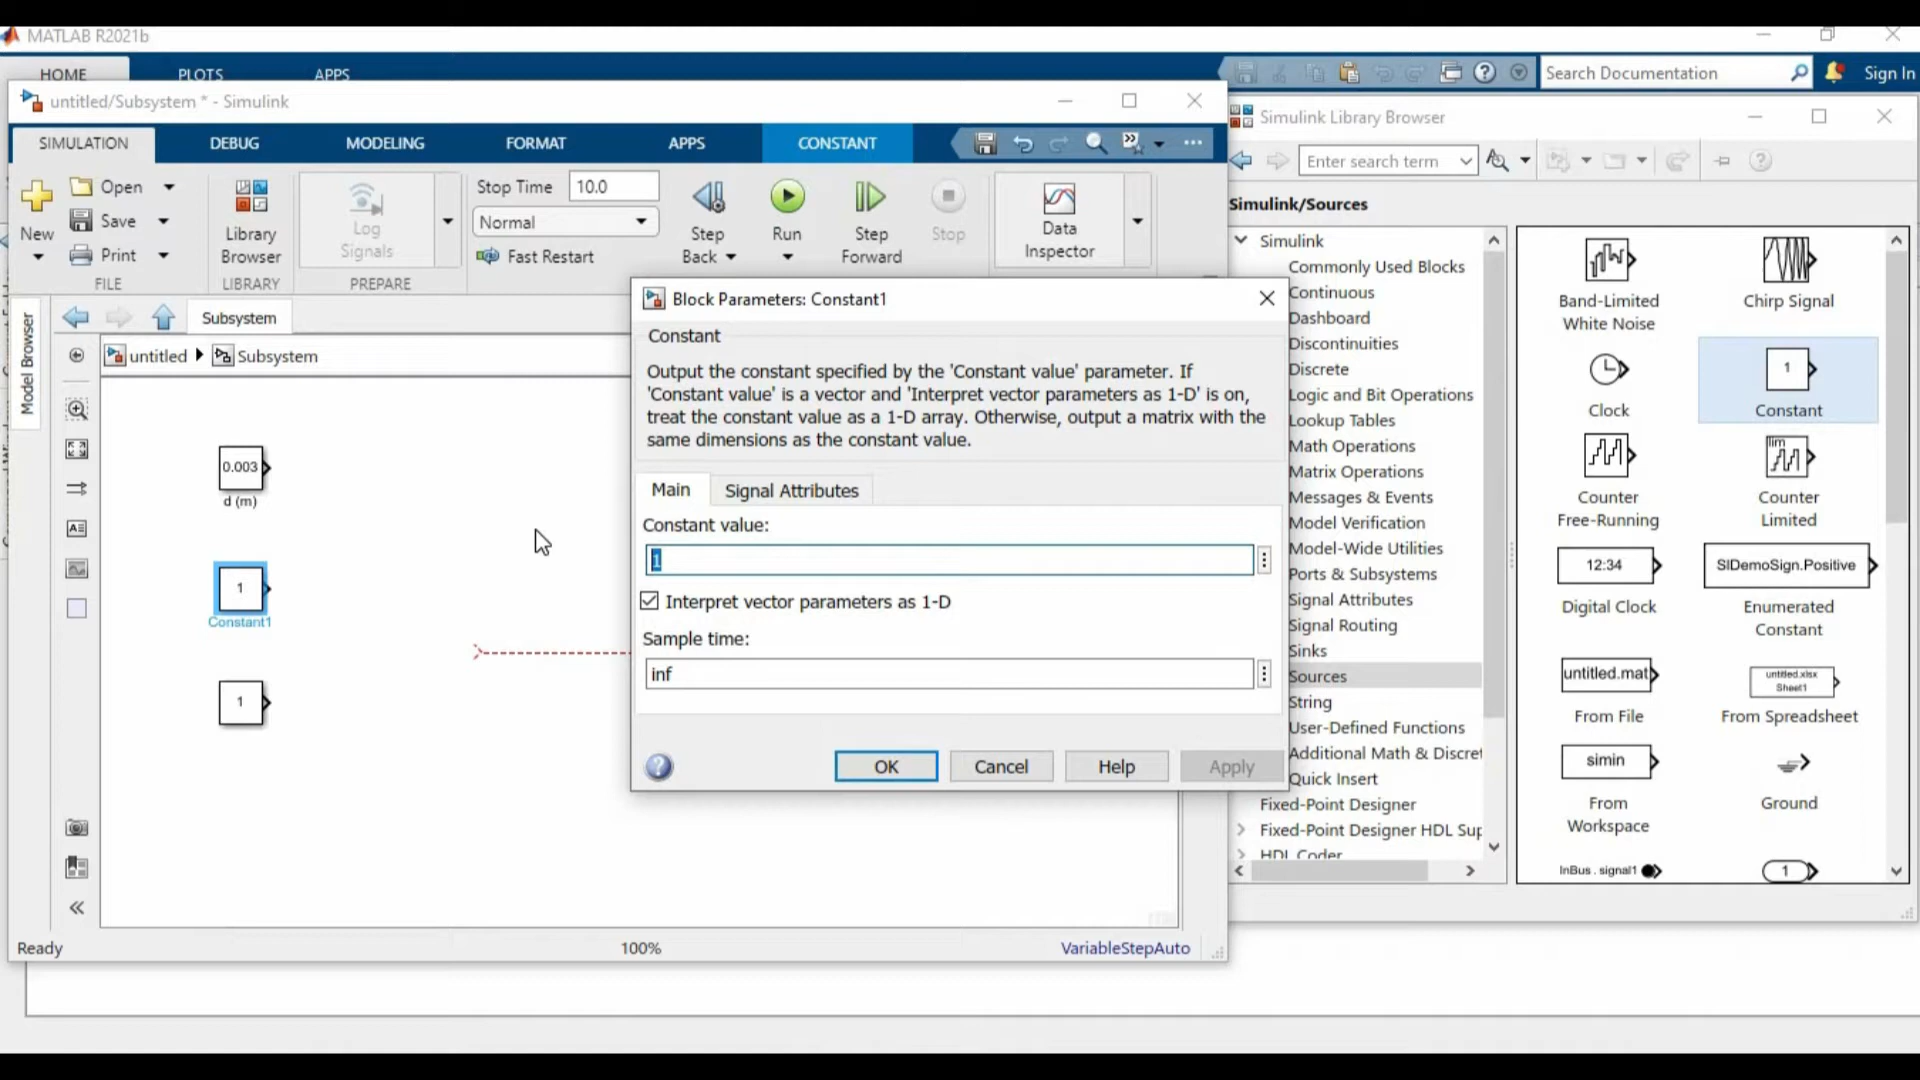 MATLAB R2021b
HOME
PLOTS
APPS
Search Documentation
Sign In
untitled/Subsystem * - Simulink
SIMULATION
DEBUG
MODELING
FORMAT
APPS
CONSTANT
New
Open
Save
Print
FILE
Library
Browser
LIBRARY
Log
Signals
PREPARE
Stop Time
10.0
Normal
Fast Restart
Step
Back
Run
Step
Forward
Stop
Data
Inspector
Model Browser
Subsystem
untitled
Subsystem
0.003
d (m)
1
Constant1
1
Ready
100%
VariableStepAuto
Block Parameters: Constant1
Constant
Output the constant specified by the 'Constant value' parameter. If
'Constant value' is a vector and 'Interpret vector parameters as 1-D' is on,
treat the constant value as a 1-D array. Otherwise, output a matrix with the
same dimensions as the constant value.
Main
Signal Attributes
Constant value:
1
Interpret vector parameters as 1-D
Sample time:
inf
OK
Cancel
Help
Apply
Simulink Library Browser
Enter search term
Simulink/Sources
Simulink
Commonly Used Blocks
Continuous
Dashboard
Discontinuities
Discrete
Logic and Bit Operations
Lookup Tables
Math Operations
Matrix Operations
Messages & Events
Model Verification
Model-Wide Utilities
Ports & Subsystems
Signal Attributes
Signal Routing
Sinks
Sources
String
User-Defined Functions
Additional Math & Discret
Quick Insert
Fixed-Point Designer
Fixed-Point Designer HDL Sup
HDL Coder
Band-Limited
White Noise
Chirp Signal
Clock
1
Constant
Counter
Free-Running
lim
Counter
Limited
12:34
Digital Clock
SlDemoSign.Positive
Enumerated
Constant
untitled.mat
From File
untitled.xlsx
Sheet1
From Spreadsheet
simin
From
Workspace
Ground
InBus . signal1
1